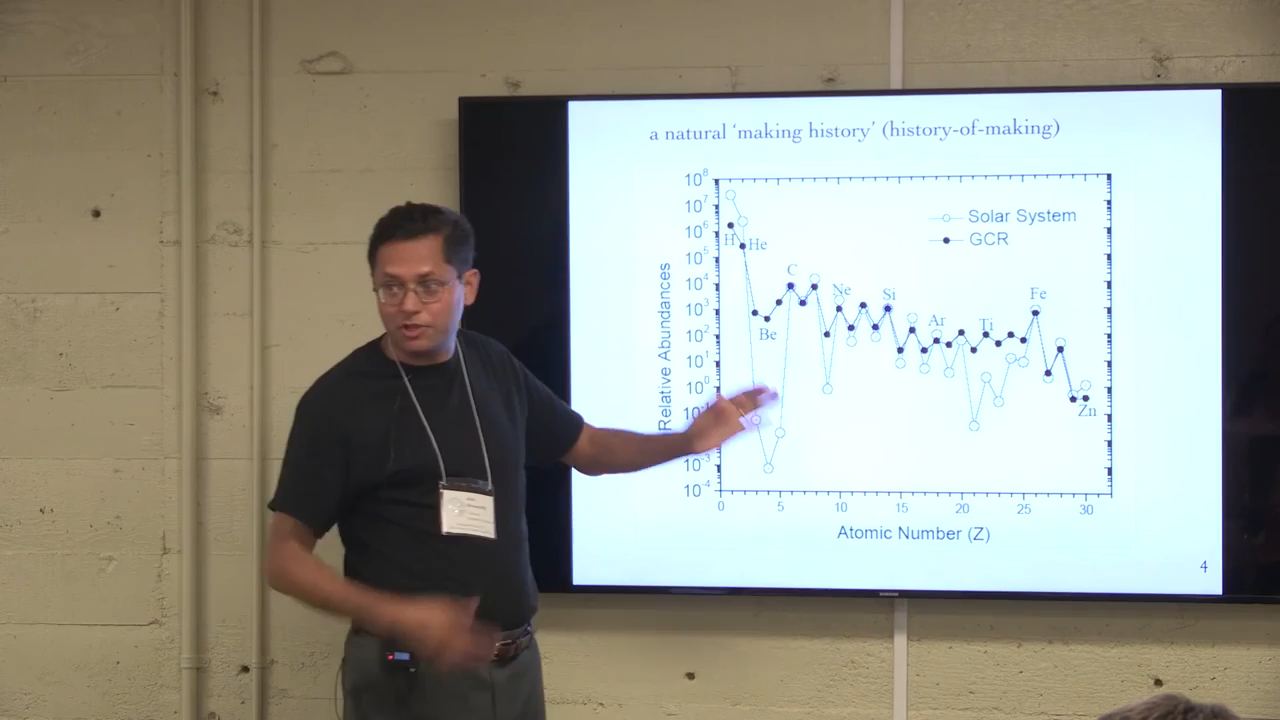 a natural 'making history' (history-of-making)
10^8
10^7
10^6
10^5
10^4
10^3
10^2
10^1
10^0
10^-3
10^-4
Relative Abundances
Solar System
GCR
H
He
Be
C
Ne
Si
Ar
Ti
Fe
Zn
0 5 10 15 20 25 30
Atomic Number (Z)
4
SAMSUNG